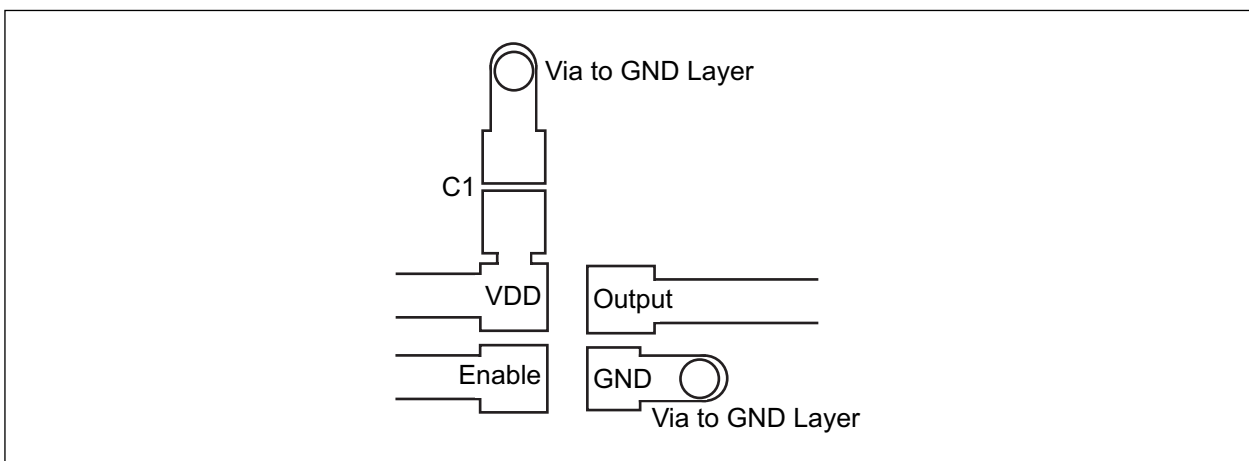 Via to GND Layer
C1
VDD
Output
Enable
GND
Via to GND Layer